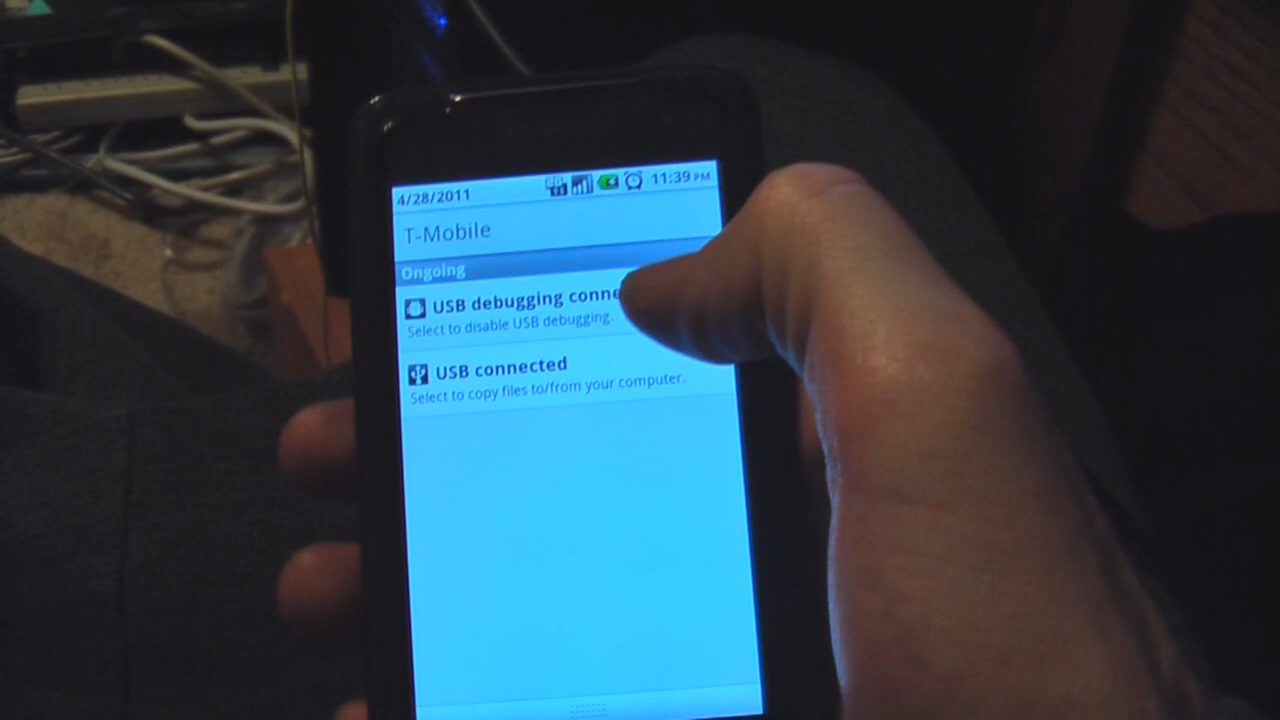 4/28/2011 11:39 PM
T-Mobile
Ongoing
USB debugging conne
Select to disable USB debugging.
USB connected
Select to copy files to/from your computer.